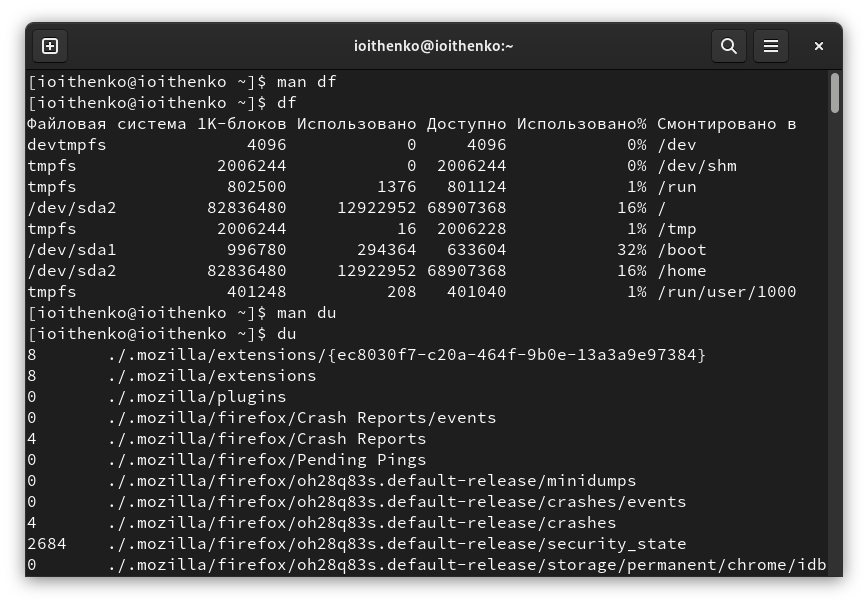 ioithenko@ioithenko:~
[ioithenko@ioithenko ~]$ man df
[ioithenko@ioithenko ~]$ df
Файловая система 1K-блоков Использовано Доступно Использовано% Смонтировано в
devtmpfs 4096 0 4096 0% /dev
tmpfs 2006244 0 2006244 0% /dev/shm
tmpfs 802500 1376 801124 1% /run
/dev/sda2 82836480 12922952 68907368 16% /
tmpfs 2006244 16 2006228 1% /tmp
/dev/sda1 996780 294364 633604 32% /boot
/dev/sda2 82836480 12922952 68907368 16% /home
tmpfs 401248 208 401040 1% /run/user/1000
[ioithenko@ioithenko ~]$ man du
[ioithenko@ioithenko ~]$ du
8 ./.mozilla/extensions/{ec8030f7-c20a-464f-9b0e-13a3a9e97384}
8 ./.mozilla/extensions
0 ./.mozilla/plugins
0 ./.mozilla/firefox/Crash Reports/events
4 ./.mozilla/firefox/Crash Reports
0 ./.mozilla/firefox/Pending Pings
0 ./.mozilla/firefox/oh28q83s.default-release/minidumps
0 ./.mozilla/firefox/oh28q83s.default-release/crashes/events
4 ./.mozilla/firefox/oh28q83s.default-release/crashes
2684 ./.mozilla/firefox/oh28q83s.default-release/security_state
0 ./.mozilla/firefox/oh28q83s.default-release/storage/permanent/chrome/idb